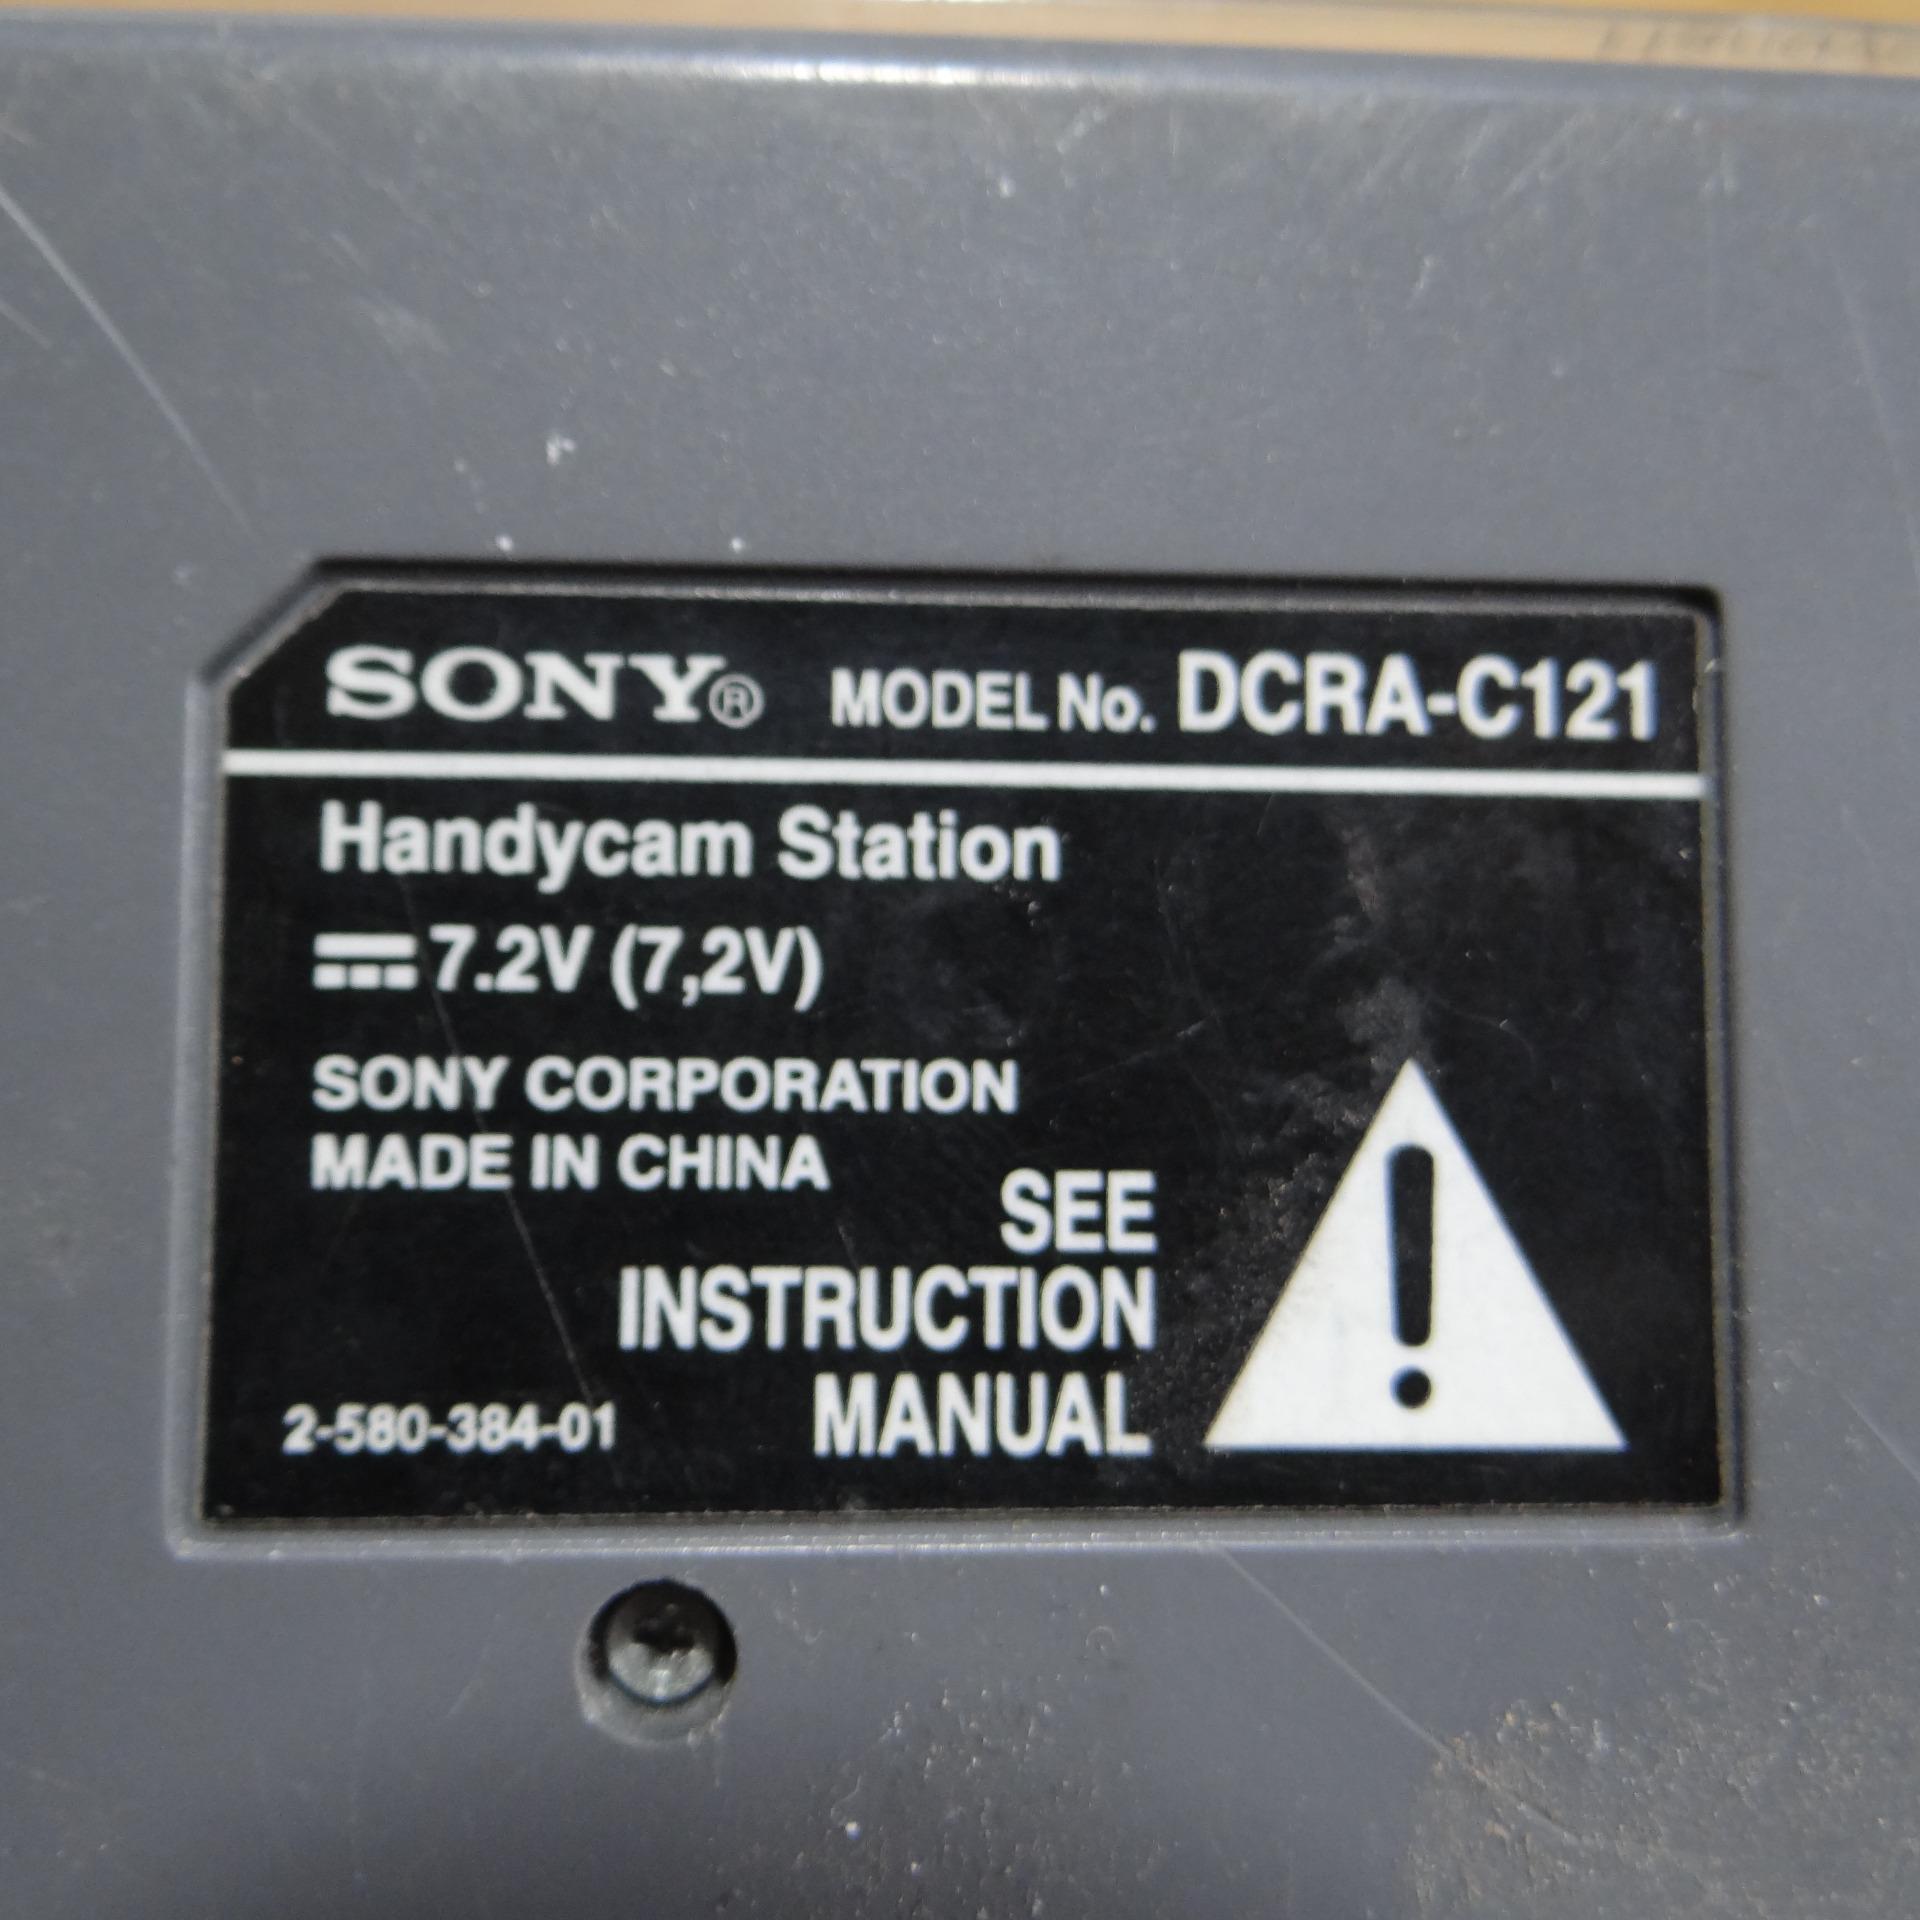 SONY® MODEL No. DCRA-C121
Handycam Station
⎓7.2V (7,2V)
SONY CORPORATION
MADE IN CHINA
SEE
INSTRUCTION
MANUAL
2-580-384-01